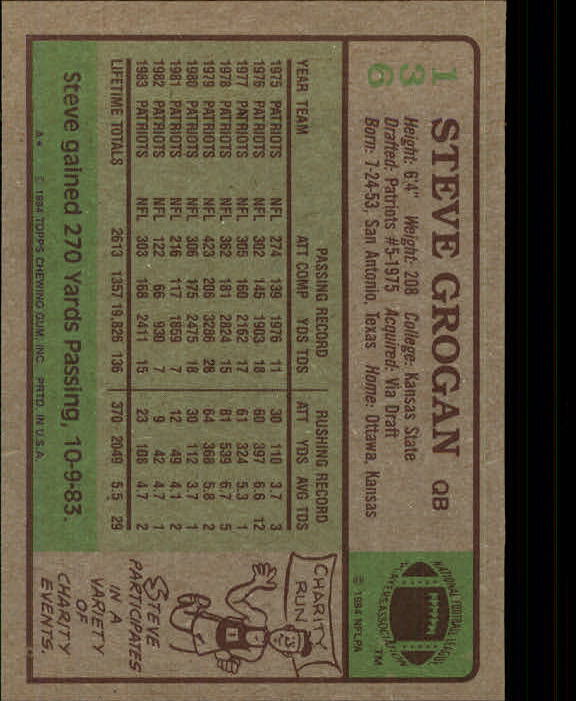 136
STEVE GROGAN QB
Height: 6'4" Weight: 208 College: Kansas State
Drafted: Patriots #5-1975 Acquired: Via Draft
Born: 7-24-53, San Antonio, Texas Home: Ottawa, Kansas
NATIONAL FOOTBALL LEAGUE
PLAYERS ASSOCIATION
TM
© 1984 NFLPA
PASSING RECORD RUSHING RECORD
YEAR TEAM ATT COMP YDS TDS ATT YDS AVG TDS
1975 PATRIOTS NFL 274 139 1976 11 30 110 3.7 3
1976 PATRIOTS NFL 302 145 1903 18 60 397 6.6 12
1977 PATRIOTS NFL 305 160 2162 17 61 324 5.3 1
1978 PATRIOTS NFL 362 181 2824 15 81 539 6.7 5
1979 PATRIOTS NFL 423 206 3286 28 64 368 5.8 2
1980 PATRIOTS NFL 306 175 2475 18 30 112 3.7 1
1981 PATRIOTS NFL 216 117 1859 7 12 49 4.1 2
1982 PATRIOTS NFL 122 66 930 7 9 42 4.7 1
1983 PATRIOTS NFL 303 168 2411 15 23 108 4.7 2
LIFETIME TOTALS 2613 1357 19,826 136 370 2049 5.5 29
CHARITY
RUN
13
STEVE
PARTICIPATES
IN A
VARIETY
OF
CHARITY
EVENTS.
Steve gained 270 Yards Passing, 10-9-83.
A* © 1984 TOPPS CHEWING GUM, INC. PRTD. IN U.S.A.